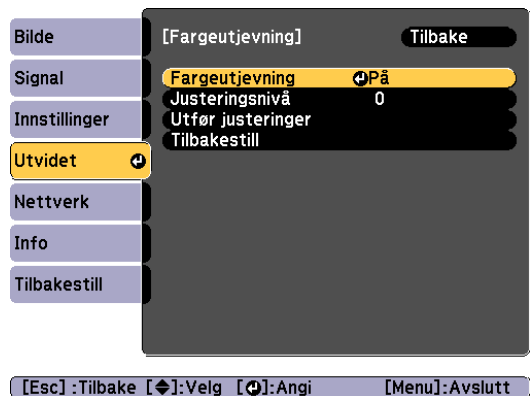 Bilde
Signal
Innstillinger
Utvidet
Nettverk
Info
Tilbakestill
[Fargeutjevning] Tilbake
Fargeutjevning På
Justeringsnivå 0
Utfør justeringer
Tilbakestill
[Esc] :Tilbake [◆]:Velg [⏎]:Angi [Menu]:Avslutt